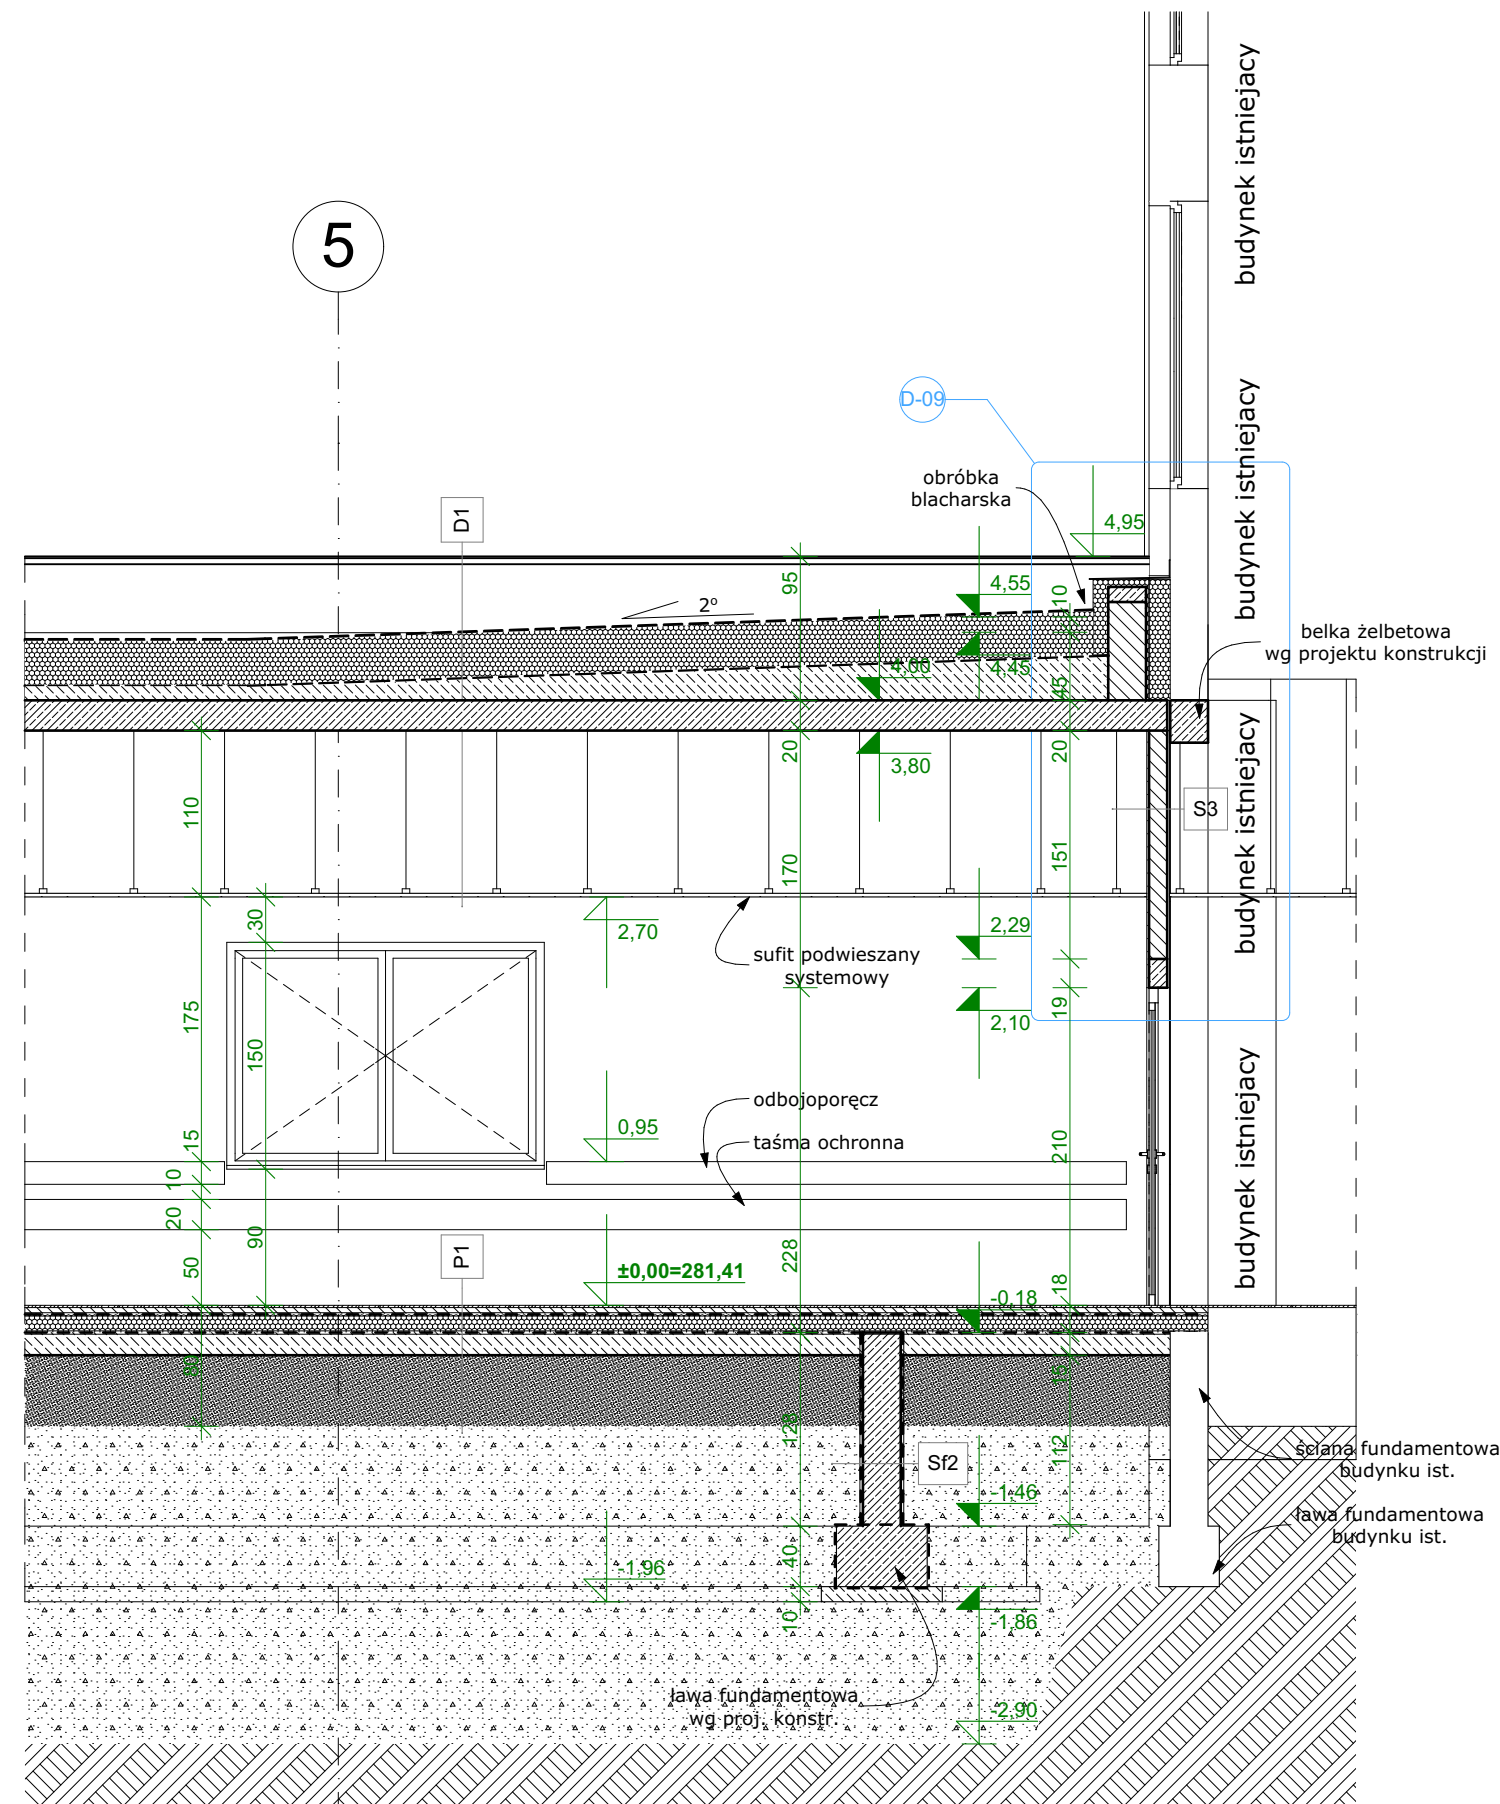 budynek istniejacy
5
D-09
budynek istniejacy
obróbka
blacharska
D1
4,95
95
4,55
10
2º
belka żelbetowa
wg projektu konstrukcji
4,00
4,45
45
budynek istniejacy
20
20
3,80
110
S3
151
170
30
2,70
2,29
sufit podwieszany
systemowy
175
19
2,10
150
odbojoporęcz
0,95
taśma ochronna
15
210
budynek istniejacy
10
20
90
50
P1
228
±0,00=281,41
18
-0,18
15
128
112
Sf2
ściana fundamentowa
budynku ist.
-1,46
ława fundamentowa
budynku ist.
40
-1,96
10
-1,86
ława fundamentowa
wg proj. konstr.
-2,90